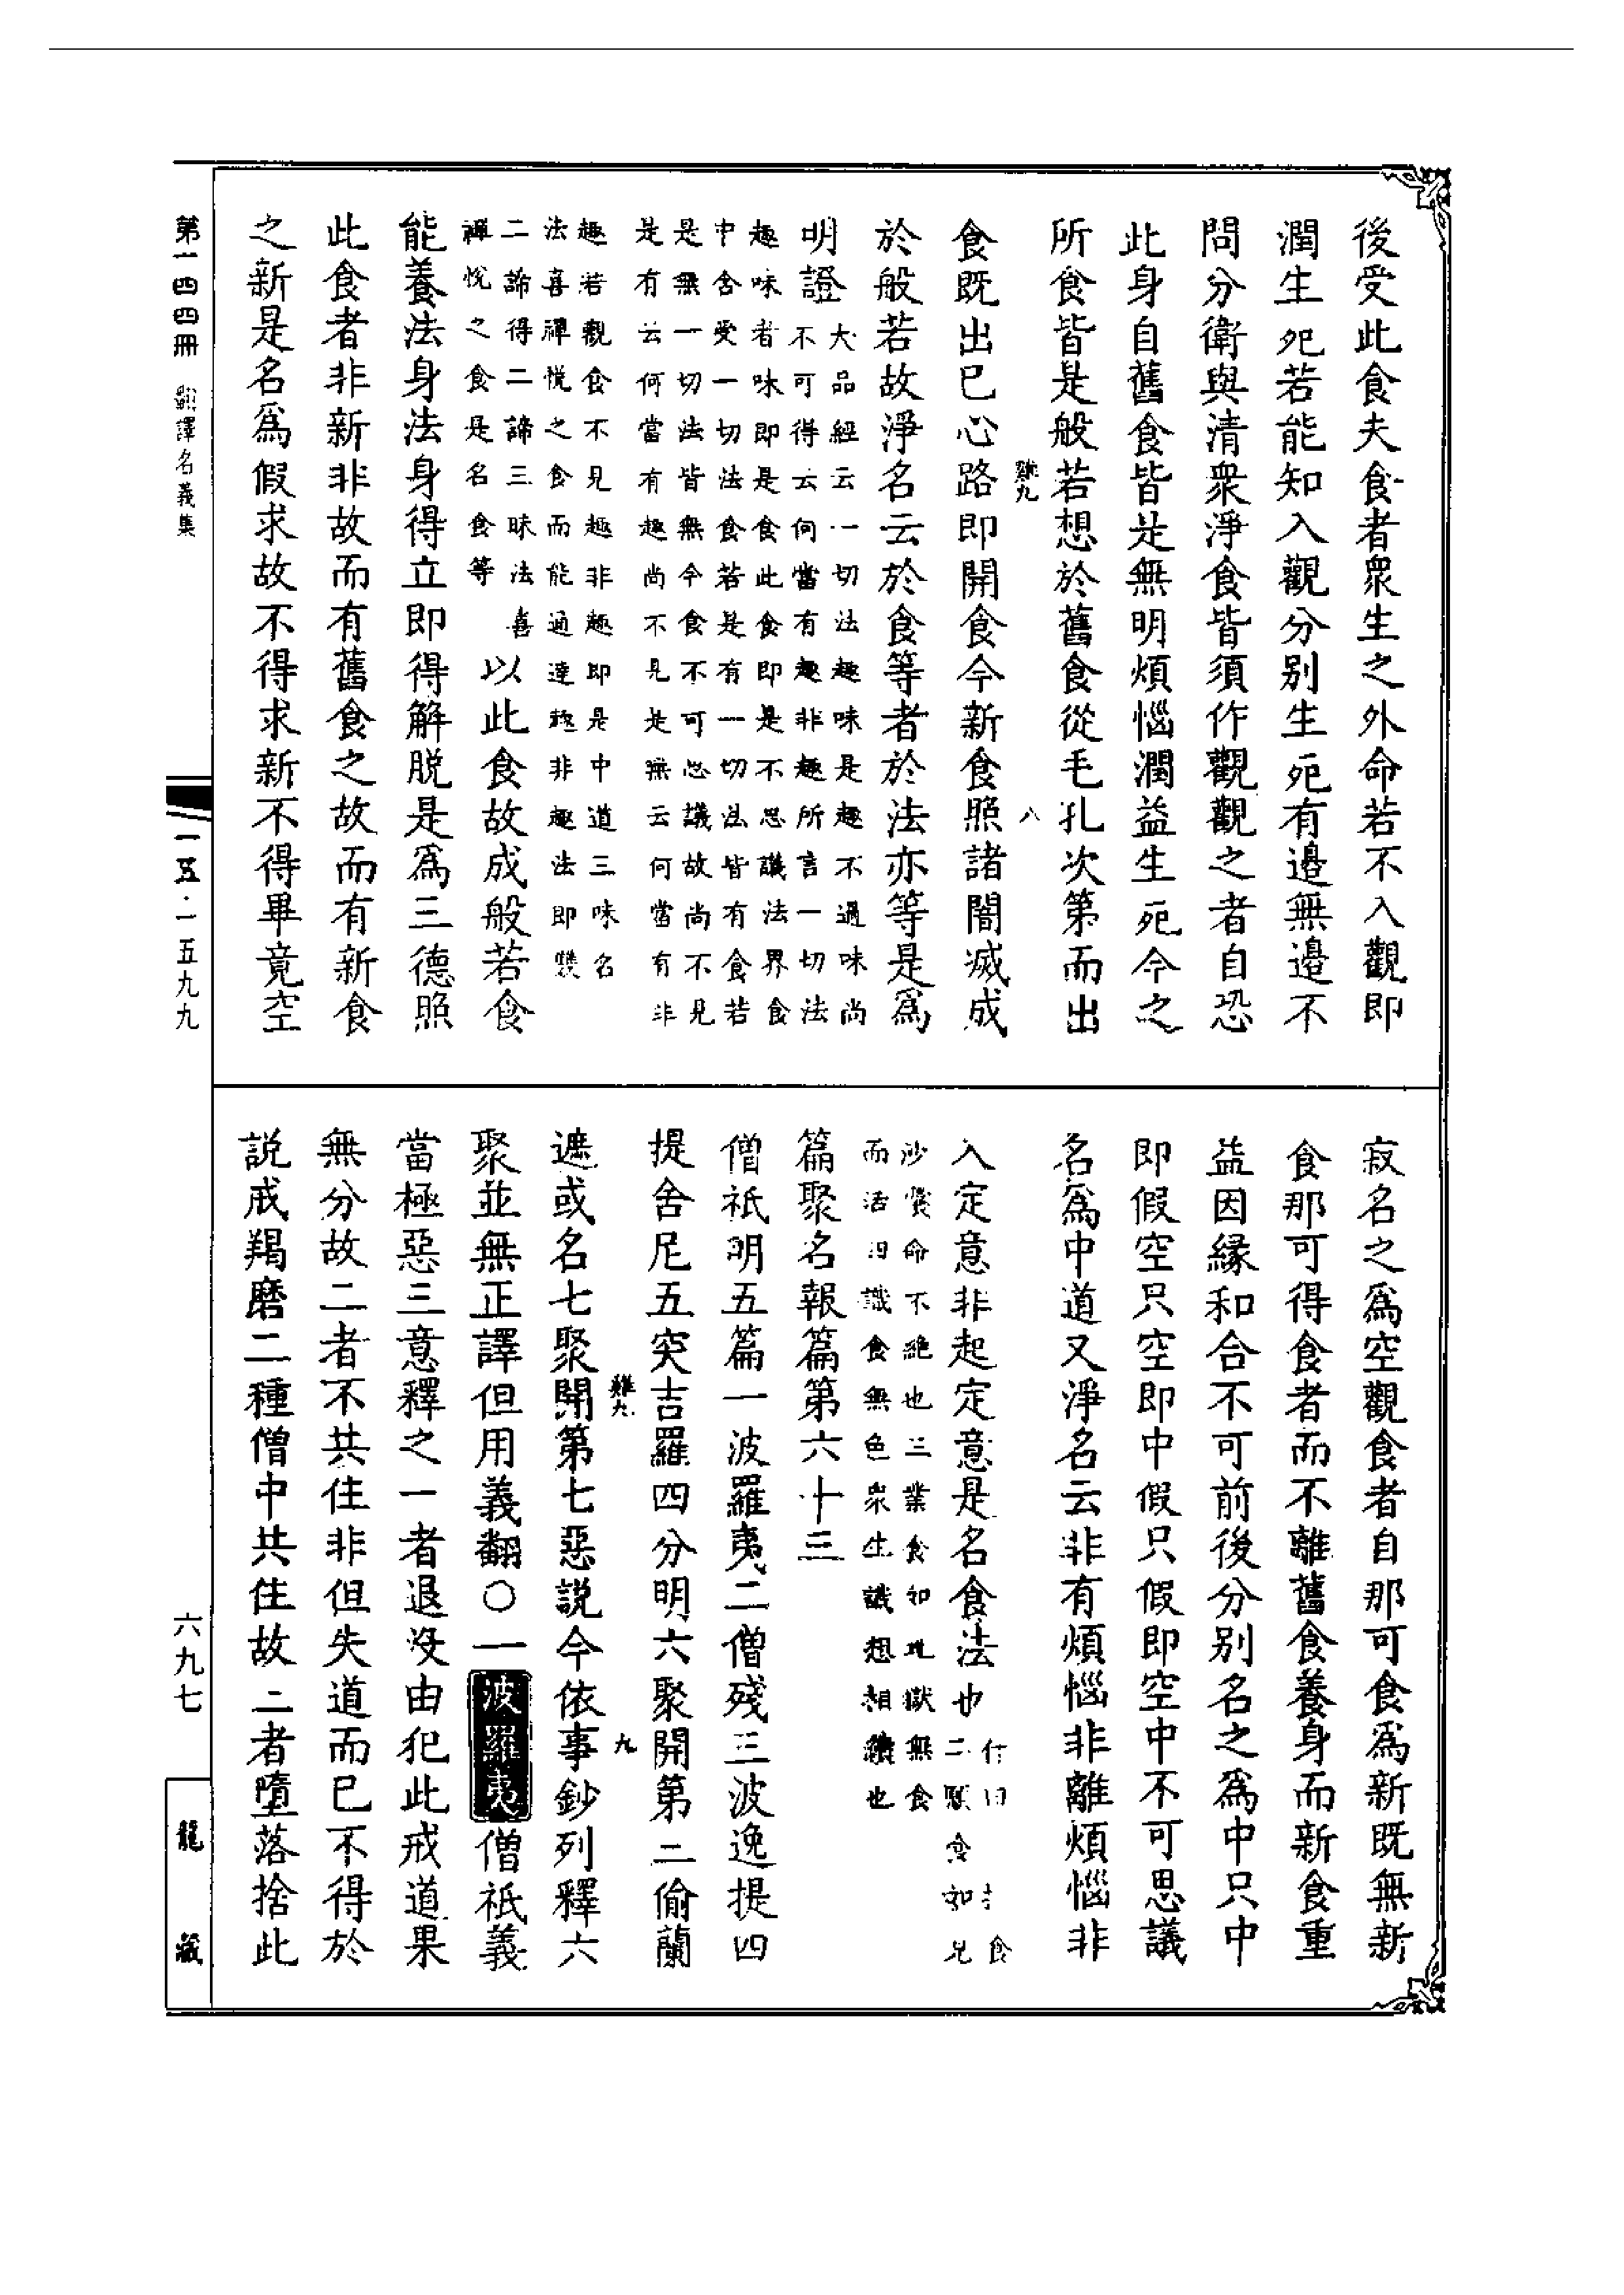 後受此食夫食者衆生之外命若不入觀即
潤生死若能知入觀分別生死有邉無邉不
問分衛與清衆淨食皆須作觀觀之者自恐
此身自舊食皆是無明煩惱潤益生死今之
所食皆是般若想於舊食從毛孔次第而出
雞九 八
食既出已心路即開食今新食照諸闇滅成
於般若故淨名云於食等者於法亦等是爲
明證
大品經云一切法趣味是趣不過味尚
不可得云何當有趣非趣所言一切法
趣味者味即是食此食即是不思議法界食
中含受一切法食若是有一切法皆有食若
是無一切法皆無今食不可思議故尚不見
是有云何當有趣尚不見是無云何當有非
趣若觀食不見趣非趣即是中道三昧名
法喜禪悅之食而能通達趣非趣法即雙
二諦得二諦三昧法喜
禪悅之食是名食等
以此食故成般若食
能養法身法身得立即得解脫是爲三德照
此食者非新非故而有舊食之故而有新食
之新是名爲假求故不得求新不得畢竟空
寂名之爲空觀食者自那可食爲新既無新
食那可得食者而不離舊食養身而新食重
益因緣和合不可前後分別名之爲中只中
即假空只空即中假只假即空中不可思議
名爲中道又淨名云非有煩惱非離煩惱非
入定意非起定意是名食法也
二願食如兒
沙囊命不絶也三業食如地獄無食
而活四識食無色衆生識想相續也
篇聚名報篇第六十三
僧祇明五篇一波羅夷二僧殘三波逸提四
提舍尼五突吉羅四分明六聚開第三偷蘭
雞九 九
遮或名七聚開第七惡説今依事鈔列釋六
聚並無正譯但用義翻〇一波羅夷僧祇義
當極惡三意釋之一者退沒由犯此戒道果
無分故二者不共住非但失道而已不得於
説戒羯磨二種僧中共住故三者墮落捨此
第一四四冊 翻譯名義集
一五·一五九九
六九七
龍藏